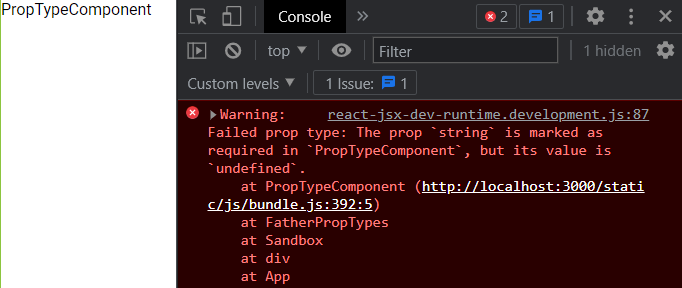 PropTypeComponent
Console
2
1
top
Filter
1 hidden
Custom levels
1 Issue: 1
Warning: react-jsx-dev-runtime.development.js:87
Failed prop type: The prop `string` is marked as
required in `PropTypeComponent`, but its value is
`undefined`.
at PropTypeComponent (http://localhost:3000/stati
c/js/bundle.js:392:5)
at FatherPropTypes
at Sandbox
at div
at App